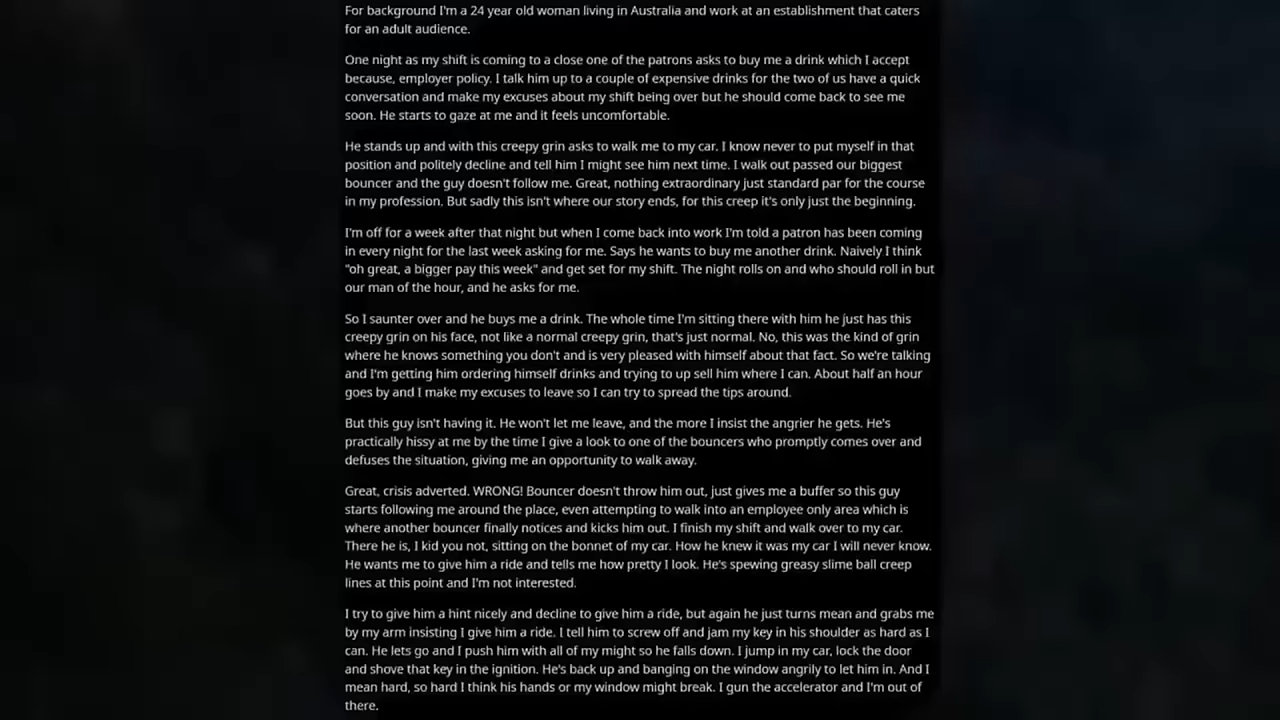 For background I'm a 24 year old woman living in Australia and work at an establishment that caters
for an adult audience.
One night as my shift is coming to a close one of the patrons asks to buy me a drink which I accept
because, employer policy. I talk him up to a couple of expensive drinks for the two of us have a quick
conversation and make my excuses about my shift being over but he should come back to see me
soon. He starts to gaze at me and it feels uncomfortable.
He stands up and with this creepy grin asks to walk me to my car. I know never to put myself in that
position and politely decline and tell him I might see him next time. I walk out passed our biggest
bouncer and the guy doesn't follow me. Great, nothing extraordinary just standard par for the course
in my profession. But sadly this isn't where our story ends, for this creep it's only just the beginning.
I'm off for a week after that night but when I come back into work I'm told a patron has been coming
in every night for the last week asking for me. Says he wants to buy me another drink. Naively I think
"oh great, a bigger pay this week" and get set for my shift. The night rolls on and who should roll in but
our man of the hour, and he asks for me.
So I saunter over and he buys me a drink. The whole time I'm sitting there with him he just has this
creepy grin on his face, not like a normal creepy grin, that's just normal. No, this was the kind of grin
where he knows something you don't and is very pleased with himself about that fact. So we're talking
and I'm getting him ordering himself drinks and trying to up sell him where I can. About half an hour
goes by and I make my excuses to leave so I can try to spread the tips around.
But this guy isn't having it. He won't let me leave, and the more I insist the angrier he gets. He's
practically hissy at me by the time I give a look to one of the bouncers who promptly comes over and
defuses the situation, giving me an opportunity to walk away.
Great, crisis adverted. WRONG! Bouncer doesn't throw him out, just gives me a buffer so this guy
starts following me around the place, even attempting to walk into an employee only area which is
where another bouncer finally notices and kicks him out. I finish my shift and walk over to my car.
There he is, I kid you not, sitting on the bonnet of my car. How he knew it was my car I will never know.
He wants me to give him a ride and tells me how pretty I look. He's spewing greasy slime ball creep
lines at this point and I'm not interested.
I try to give him a hint nicely and decline to give him a ride, but again he just turns mean and grabs me
by my arm insisting I give him a ride. I tell him to screw off and jam my key in his shoulder as hard as I
can. He lets go and I push him with all of my might so he falls down. I jump in my car, lock the door
and shove that key in the ignition. He's back up and banging on the window angrily to let him in. And I
mean hard, so hard I think his hands or my window might break. I gun the accelerator and I'm out of
there.